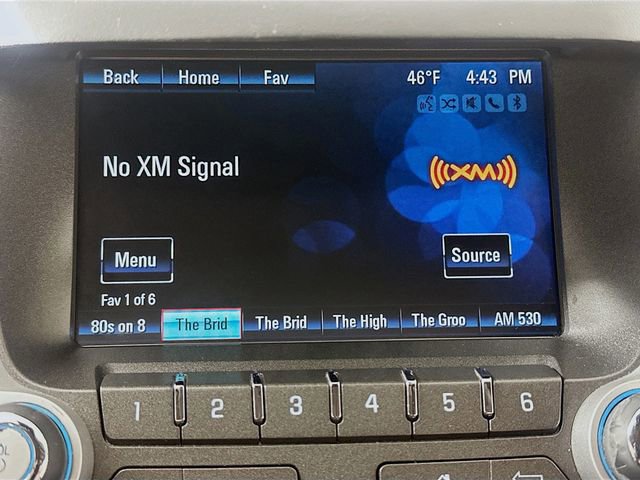 Back Home Fav 46°F 4:43 PM
No XM Signal
XM
Menu
Source
Fav 1 of 6
80s on 8 The Brid The Brid The High The Groo AM 530
1 2 3 4 5 6
OL